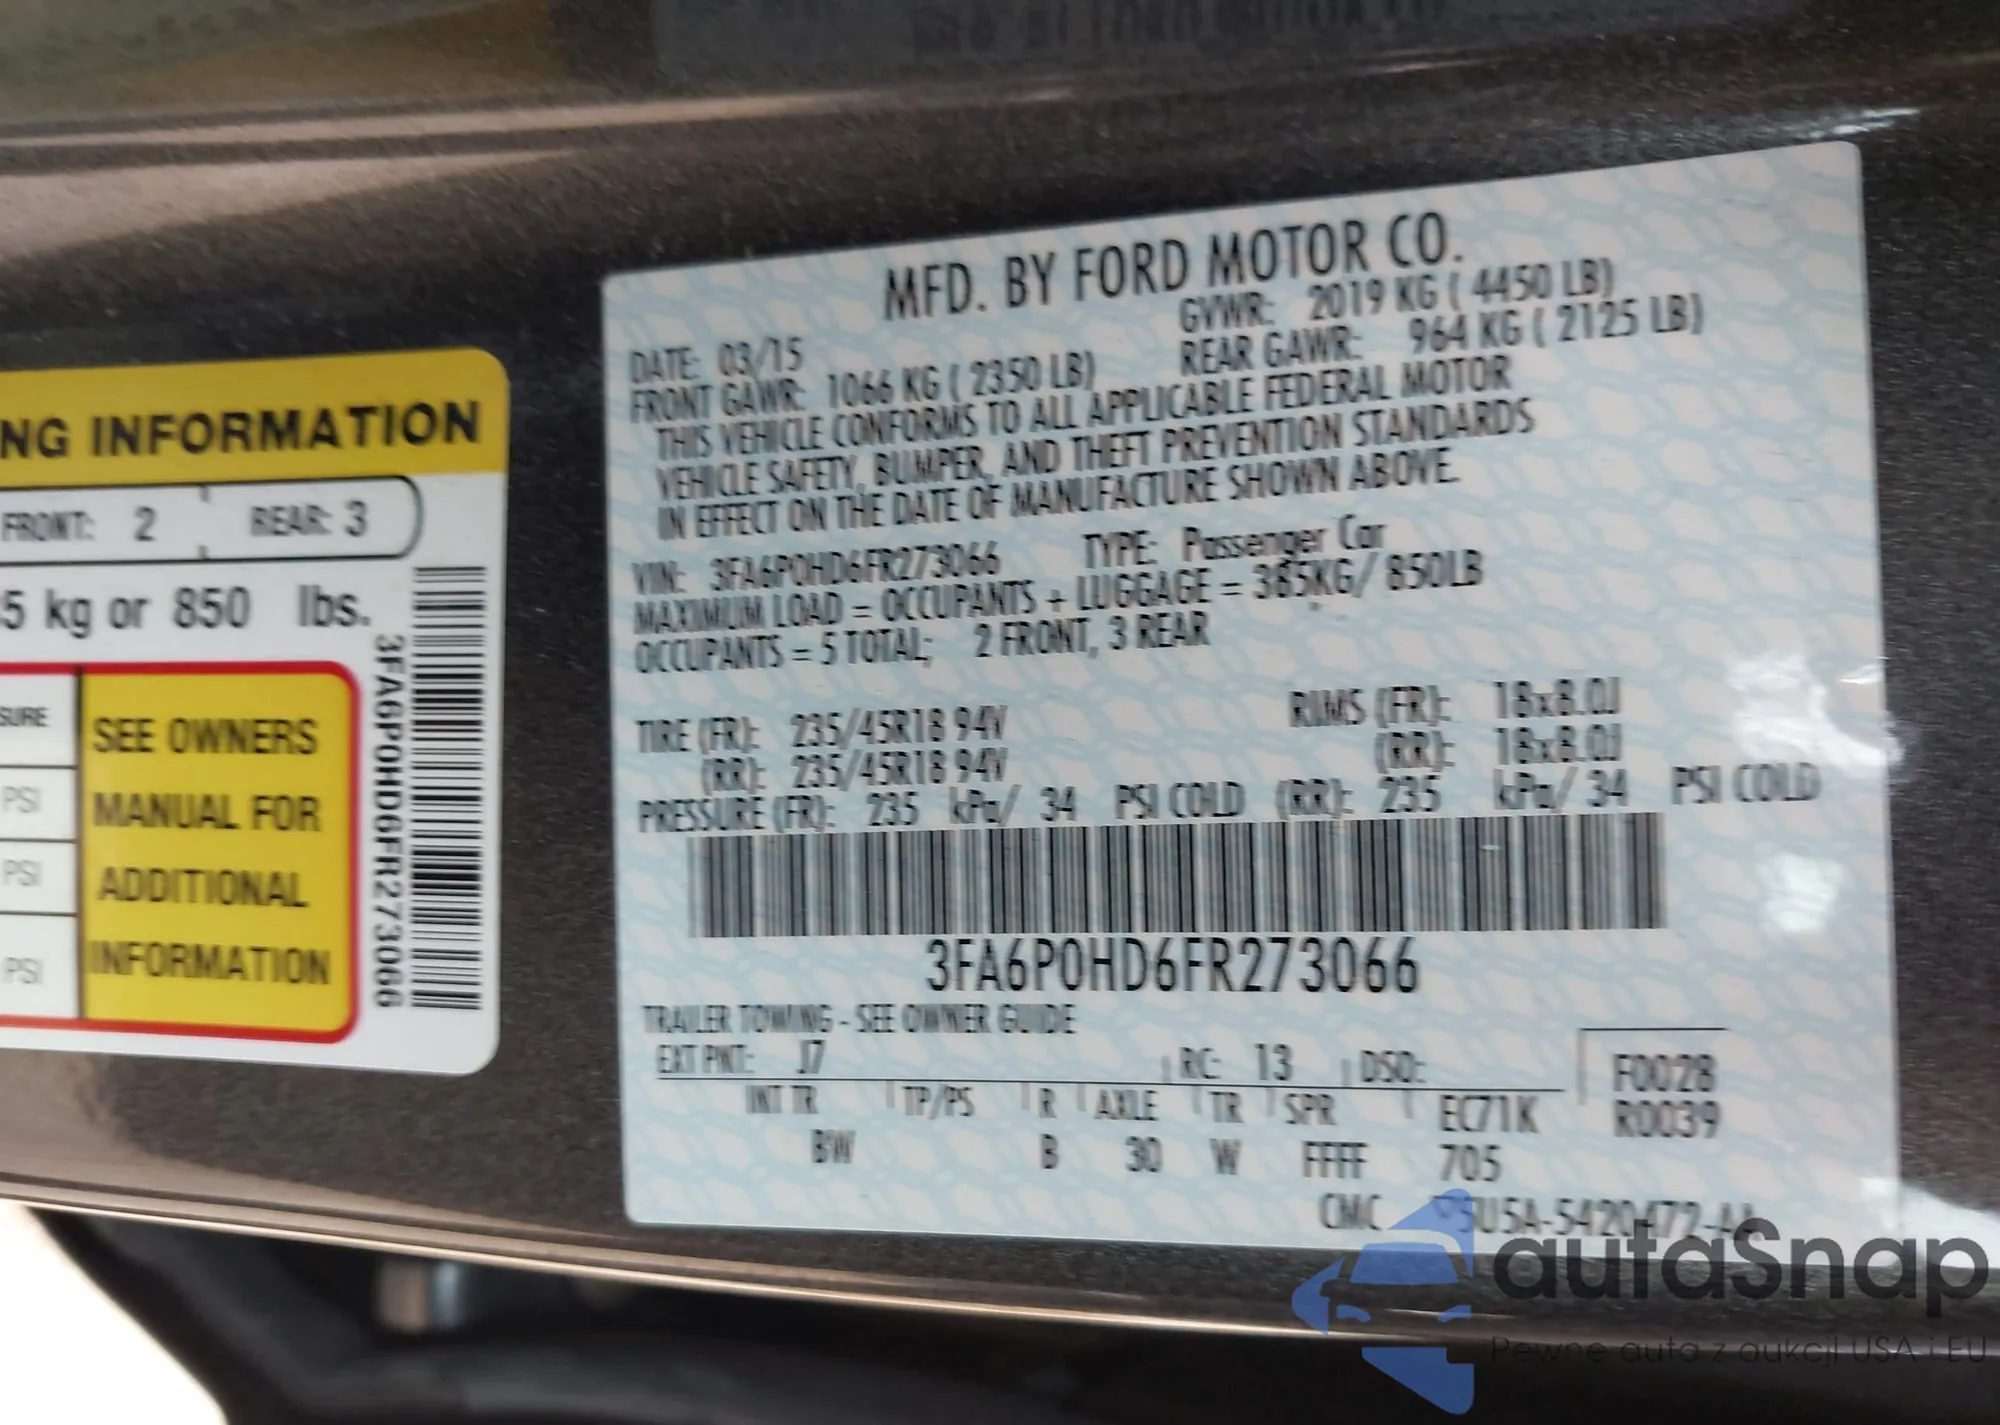 NG INFORMATION
FRONT: 2 REAR: 3
5 kg or 850 lbs.
SURE
PSI
PSI
PSI
SEE OWNERS
MANUAL FOR
ADDITIONAL
INFORMATION
3FA6P0HD6FR273066
MFD. BY FORD MOTOR CO.
DATE: 03/15 GVWR: 2019 KG ( 4450 LB)
FRONT GAWR: 1066 KG ( 2350 LB) REAR GAWR: 964 KG ( 2125 LB)
THIS VEHICLE CONFORMS TO ALL APPLICABLE FEDERAL MOTOR
VEHICLE SAFETY, BUMPER, AND THEFT PREVENTION STANDARDS
IN EFFECT ON THE DATE OF MANUFACTURE SHOWN ABOVE.
VIN: 3FA6P0HD6FR273066 TYPE: Passenger Car
MAXIMUM LOAD = OCCUPANTS + LUGGAGE = 385KG/ 850LB
OCCUPANTS = 5 TOTAL; 2 FRONT, 3 REAR
TIRE (FR): 235/45R18 94V RIMS (FR): 18x8.0J
(RR): 235/45R18 94V (RR): 18x8.0J
PRESSURE (FR): 235 kPa/ 34 PSI COLD (RR): 235 kPa/ 34 PSI COLD
3FA6P0HD6FR273066
TRAILER TOWING - SEE OWNER GUIDE
EXT PNT: J7 RC: 13 DSO: F0028
INT TR TP/PS R AXLE TR SPR EC71K R0039
BW B 30 W FFFF 705
CMC
autaSnap
Pewne auto z aukcji USA i EU